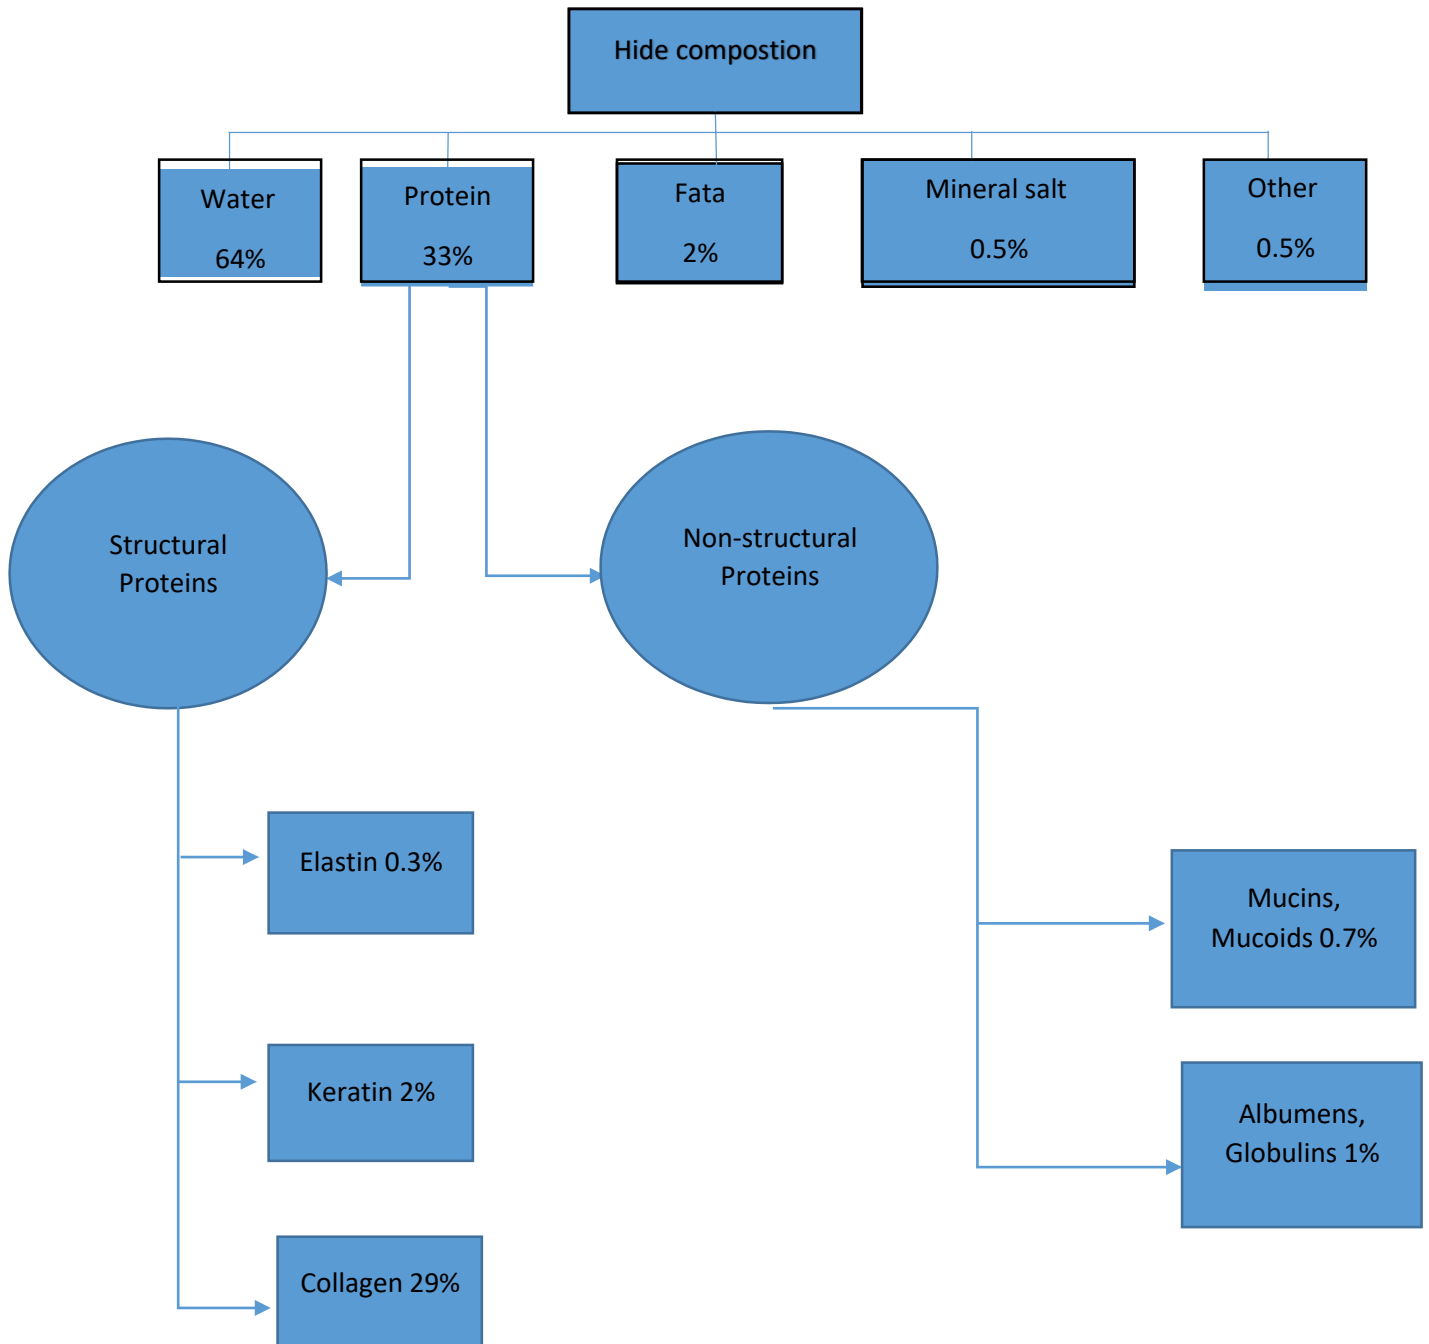 Hide compostion
Water
64%
Protein
33%
Fata
2%
Mineral salt
0.5%
Other
0.5%
Structural
Proteins
Non-structural
Proteins
Elastin 0.3%
Keratin 2%
Collagen 29%
Mucins,
Mucoids 0.7%
Albumens,
Globulins 1%